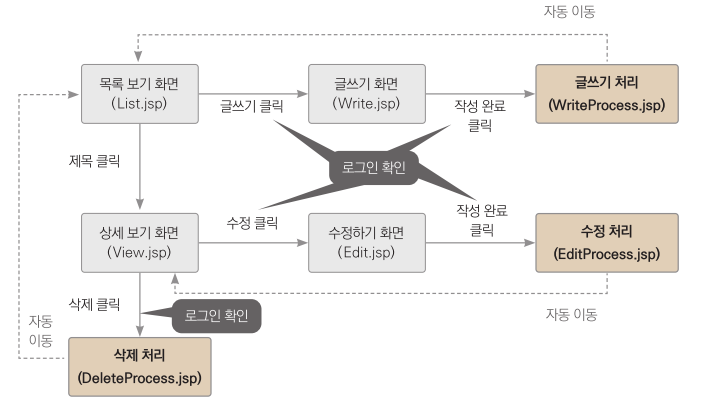 자동 이동
목록 보기 화면
(List.jsp)
글쓰기 클릭
글쓰기 화면
(Write.jsp)
작성 완료
클릭
글쓰기 처리
(WriteProcess.jsp)
제목 클릭
로그인 확인
상세 보기 화면
(View.jsp)
수정 클릭
수정하기 화면
(Edit.jsp)
작성 완료
클릭
수정 처리
(EditProcess.jsp)
삭제 클릭
로그인 확인
자동 이동
자동
이동
삭제 처리
(DeleteProcess.jsp)